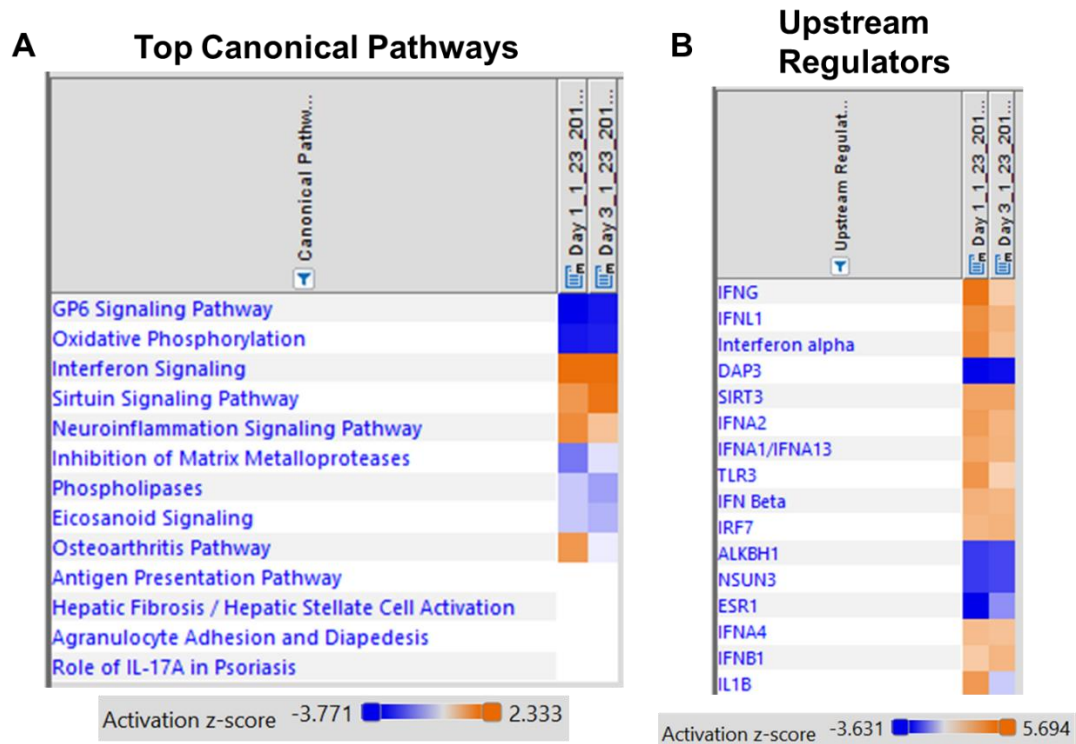 A
Top Canonical Pathways
Canonical Pathw...
Day 1_1_23_201...
Day 3_1_23_201...
GP6 Signaling Pathway
Oxidative Phosphorylation
Interferon Signaling
Sirtuin Signaling Pathway
Neuroinflammation Signaling Pathway
Inhibition of Matrix Metalloproteases
Phospholipases
Eicosanoid Signaling
Osteoarthritis Pathway
Antigen Presentation Pathway
Hepatic Fibrosis / Hepatic Stellate Cell Activation
Agranulocyte Adhesion and Diapedesis
Role of IL-17A in Psoriasis
Activation z-score -3.771 2.333
B
Upstream
Regulators
Upstream Regulat...
Day 1_1_23_201...
Day 3_1_23_201...
IFNG
IFNL1
Interferon alpha
DAP3
SIRT3
IFNA2
IFNA1/IFNA13
TLR3
IFN Beta
IRF7
ALKBH1
NSUN3
ESR1
IFNA4
IFNB1
IL1B
Activation z-score -3.631 5.694